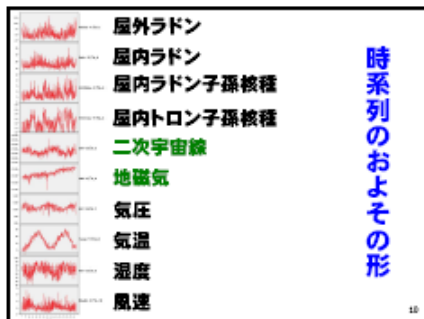 屋外ラドン
屋内ラドン
屋内ラドン子孫核種
屋内トロン子孫核種
二次宇宙線
地磁気
気圧
気温
湿度
風速
時系列のおよその形
10